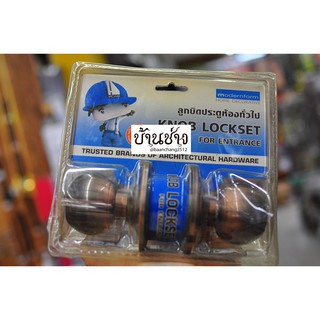 modernform
ลูกบิดประตูห้องทั่วไป
KNOB LOCKSET
FOR ENTRANCE
บ้านช่าง
@baanchang2512
TRUSTED BRANDS OF ARCHITECTURAL HARDWARE
LOCKSET